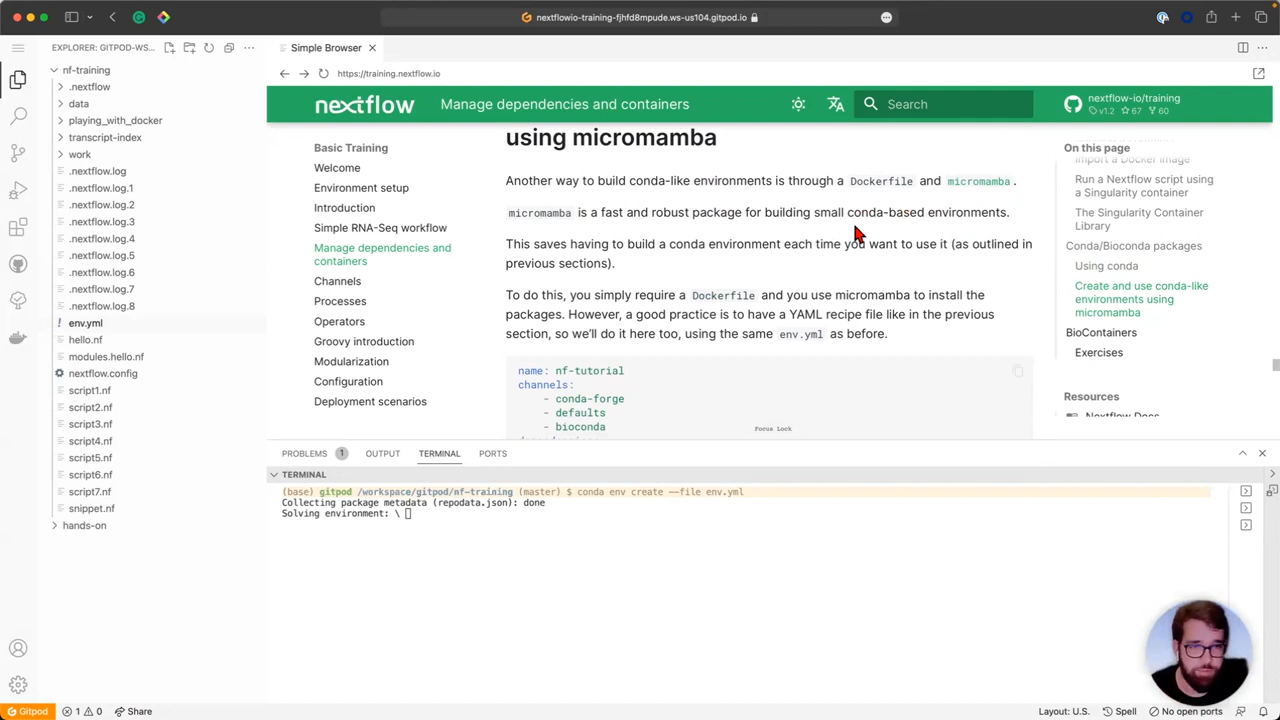 nextflowio-training-fjhfd8mpude.ws-us104.gitpod.io
EXPLORER: GITPOD-WS...
nf-training
.nextflow
data
playing_with_docker
transcript-index
work
.nextflow.log
.nextflow.log.1
.nextflow.log.2
.nextflow.log.3
.nextflow.log.4
.nextflow.log.5
.nextflow.log.6
.nextflow.log.7
.nextflow.log.8
! env.yml
hello.nf
modules.hello.nf
nextflow.config
script1.nf
script2.nf
script3.nf
script4.nf
script5.nf
script6.nf
script7.nf
snippet.nf
hands-on
Simple Browser
https://training.nextflow.io
nextflow
Manage dependencies and containers
Search
nextflow-io/training
v1.2 67 60
Basic Training
Welcome
Environment setup
Introduction
Simple RNA-Seq workflow
Manage dependencies and
containers
Channels
Processes
Operators
Groovy introduction
Modularization
Configuration
Deployment scenarios
using micromamba
Another way to build conda-like environments is through a Dockerfile and micromamba.
micromamba is a fast and robust package for building small conda-based environments.
This saves having to build a conda environment each time you want to use it (as outlined in
previous sections).
To do this, you simply require a Dockerfile and you use micromamba to install the
packages. However, a good practice is to have a YAML recipe file like in the previous
section, so we'll do it here too, using the same env.yml as before.
name: nf-tutorial
channels:
- conda-forge
- defaults
- bioconda
Focus Lock
On this page
Import a Docker image
Run a Nextflow script using
a Singularity container
The Singularity Container
Library
Conda/Bioconda packages
Using conda
Create and use conda-like
environments using
micromamba
BioContainers
Exercises
Resources
Nextflow Docs
PROBLEMS 1 OUTPUT TERMINAL PORTS
TERMINAL
(base) gitpod /workspace/gitpod/nf-training (master) $ conda env create --file env.yml
Collecting package metadata (repodata.json): done
Solving environment: \
Gitpod
1 0
Share
Layout: U.S.
Spell
No open ports